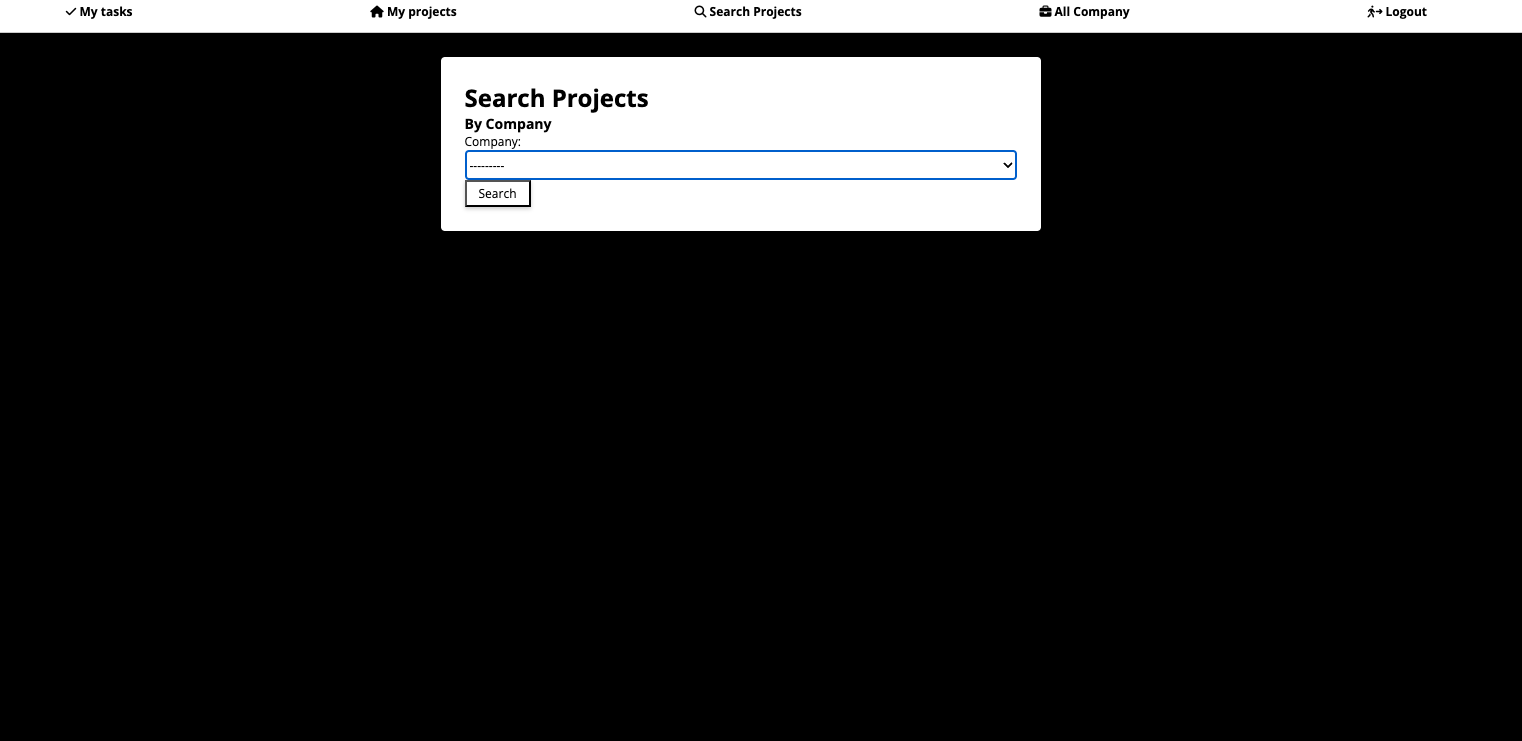 My tasks My projects Search Projects All Company Logout
Search Projects
By Company
Company:
---------
Search